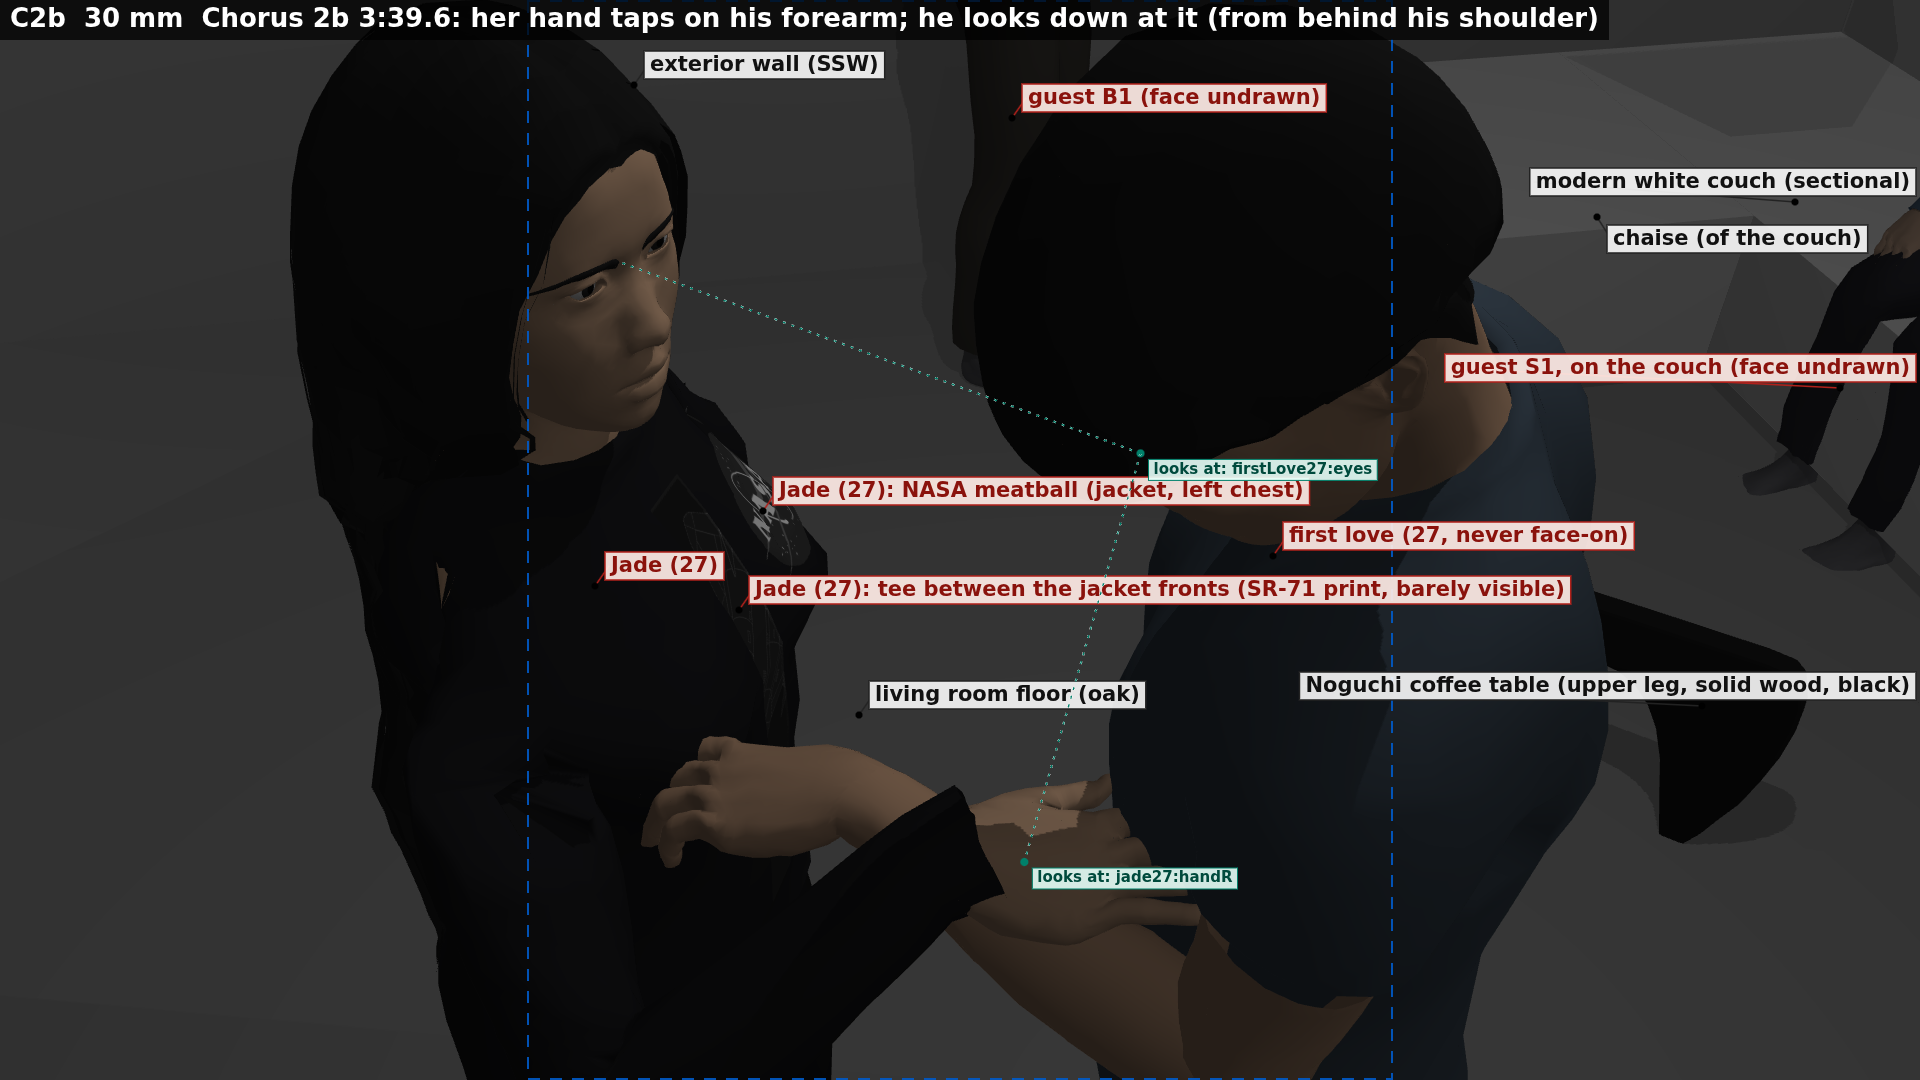 C2b  30 mm  Chorus 2b 3:39.6: her hand taps on his forearm; he looks down at it (from behind his shoulder)
exterior wall (SSW)
guest B1 (face undrawn)
modern white couch (sectional)
chaise (of the couch)
guest S1, on the couch (face undrawn)
looks at: firstLove27:eyes
Jade (27): NASA meatball (jacket, left chest)
first love (27, never face-on)
Jade (27)
Jade (27): tee between the jacket fronts (SR-71 print, barely visible)
Noguchi coffee table (upper leg, solid wood, black)
living room floor (oak)
looks at: jade27:handR